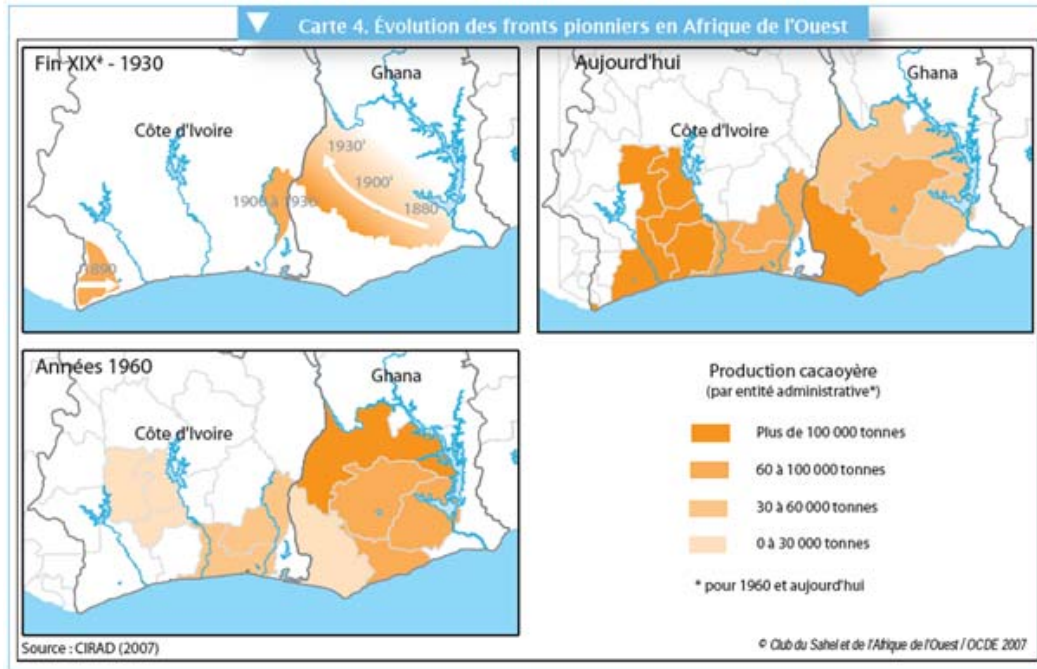 Carte 4. Évolution des fronts pionniers en Afrique de l'Ouest
Fin XIXᵉ - 1930
Ghana
Côte d'Ivoire
1930'
1900'
1880
1900 à 1930
1890
Aujourd'hui
Ghana
Côte d'Ivoire
Années 1960
Ghana
Côte d'Ivoire
Production cacaoyère
(par entité administrative*)
Plus de 100 000 tonnes
60 à 100 000 tonnes
30 à 60 000 tonnes
0 à 30 000 tonnes
* pour 1960 et aujourd'hui
Source : CIRAD (2007)
© Club du Sahel et de l'Afrique de l'Ouest / OCDE 2007